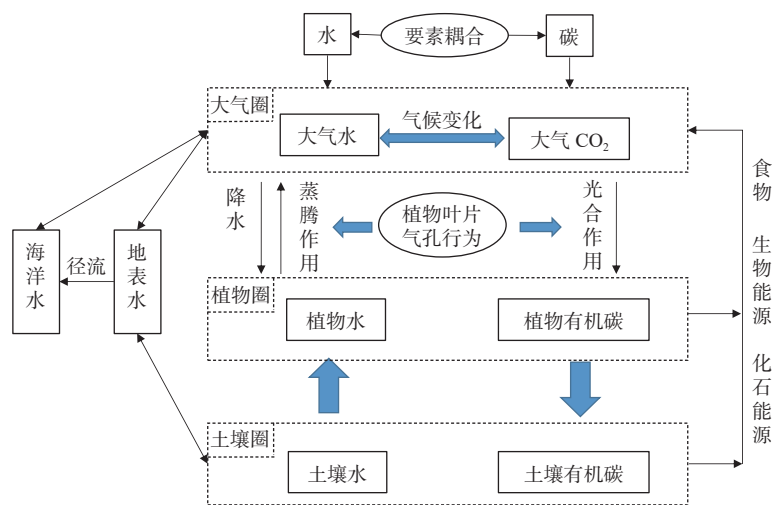 水
要素耦合
碳
大气圈
大气水
气候变化
大气 CO₂
降水
蒸腾作用
植物叶片
气孔行为
光合作用
食物
生物能源
化石能源
海洋水
径流
地表水
植物圈
植物水
植物有机碳
土壤圈
土壤水
土壤有机碳